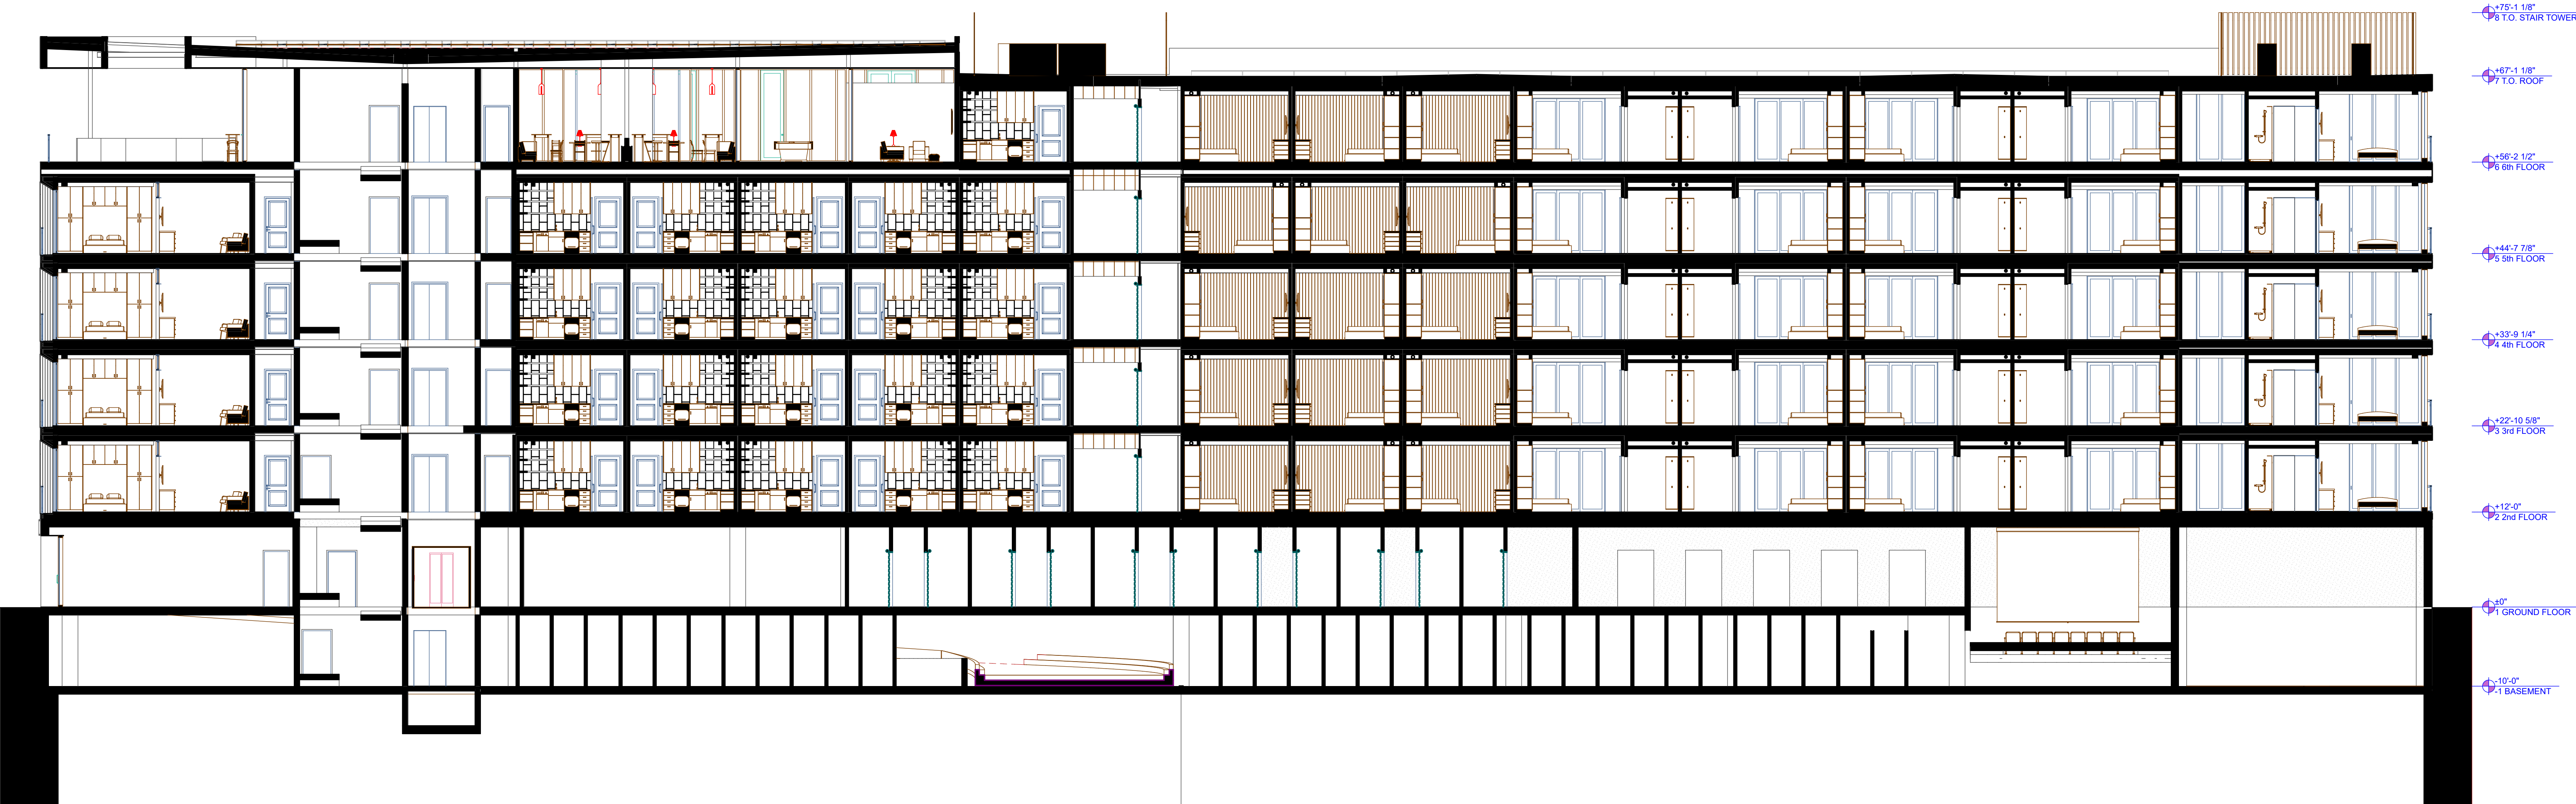 +75'-1 1/8"
8 T.O. STAIR TOWER
+67'-1 1/8"
7 T.O. ROOF
+56'-2 1/2"
6 6th FLOOR
+44'-7 7/8"
5 5th FLOOR
+33'-9 1/4"
4 4th FLOOR
+22'-10 5/8"
3 3rd FLOOR
+12'-0"
2 2nd FLOOR
±0"
1 GROUND FLOOR
-10'-0"
-1 BASEMENT